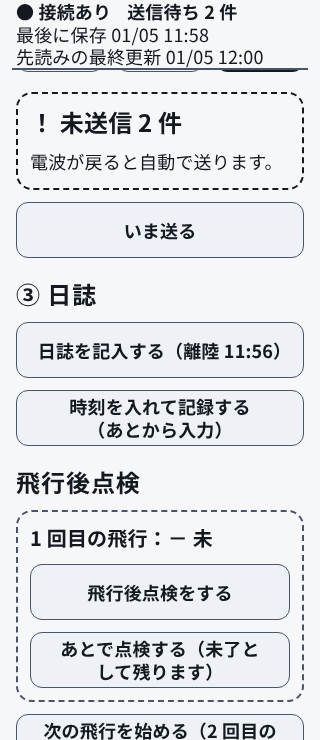 ● 接続あり　送信待ち 2 件
最後に保存 01/05 11:58
先読みの最終更新 01/05 12:00
！ 未送信 2 件
電波が戻ると自動で送ります。
いま送る
③ 日誌
日誌を記入する（離陸 11:56）
時刻を入れて記録する
（あとから入力）
飛行後点検
1 回目の飛行：－ 未
飛行後点検をする
あとで点検する（未了と
して残ります）
次の飛行を始める（2 回目の